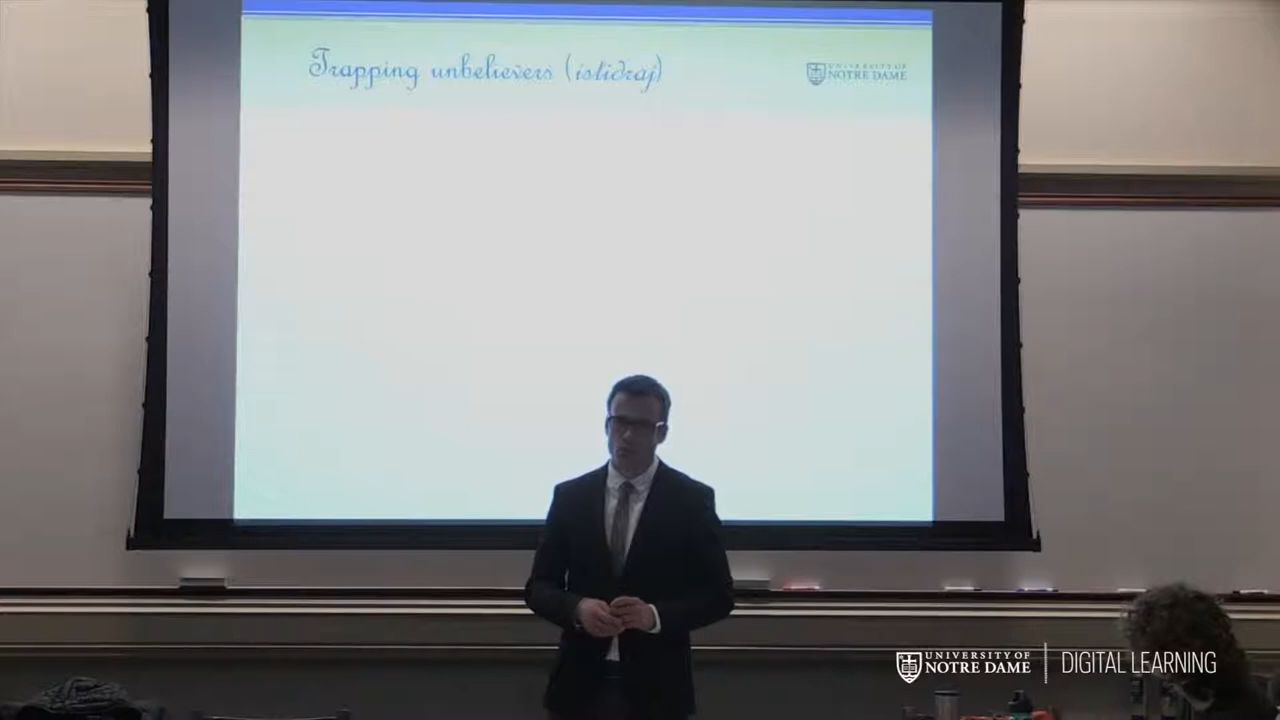 Trapping unbelievers (istidraj)
UNIVERSITY OF
NOTRE DAME
UNIVERSITY OF
NOTRE DAME
DIGITAL LEARNING